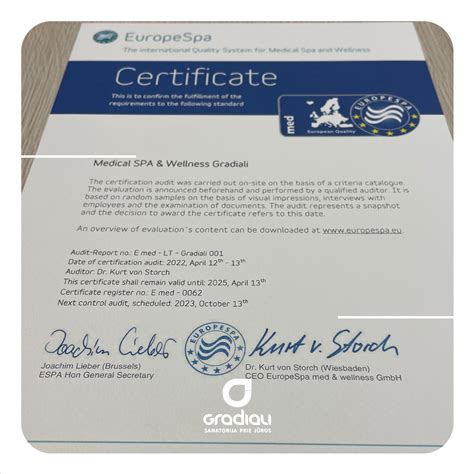 EuropeSpa
The international Quality System for Medical Spa and Wellness
Certificate
This is to confirm the fulfillment of the
requirements to the following standard
med
European Quality
EUROPESPA
Medical SPA & Wellness Gradiali
The certification audit was carried out on-site on the basis of a criteria catalogue.
The evaluation is announced beforehand and performed by a qualified auditor. It is
based on random samples on the basis of visual impressions, interviews with
employees and the examination of documents. The audit represents a snapshot
and the decision to award the certificate refers to this date.
An overview of evaluation´s content can be downloaded at www.europespa.eu.
Audit-Report no.: E med - LT - Gradiali 001
Date of certification audit: 2022, April 12th - 13th
Auditor: Dr. Kurt von Storch
This certificate shall remain valid until: 2025, April 13th
Certificate register no.: E med - 0062
Next control audit, scheduled: 2023, October 13th
Joachim Lieber
EUROPESPA
Kurt v. Storch
Joachim Lieber (Brussels)
ESPA Hon General Secretary
Dr. Kurt von Storch (Wiesbaden)
CEO EuropeSpa med & wellness GmbH
GRADIALI
SANATORIJA PRIE JŪROS